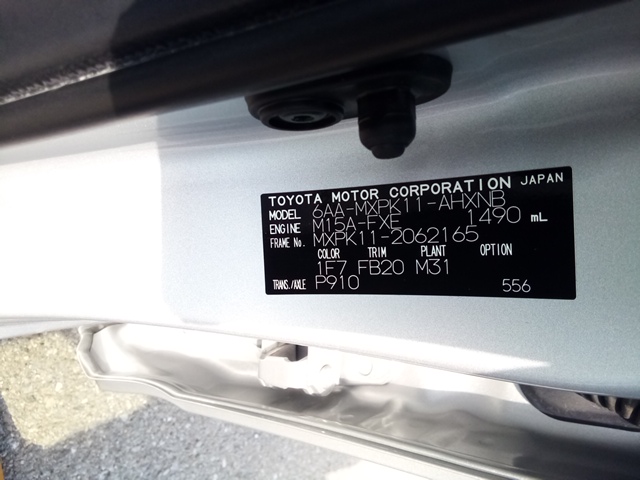 TOYOTA MOTOR CORPORATION JAPAN
MODEL 6AA-MXPK11-AHXNB
ENGINE M15A-FXE 1490 mL
FRAME No. MXPK11-2062165
COLOR TRIM PLANT OPTION
1F7 FB20 M31
TRANS./AXLE P910 556